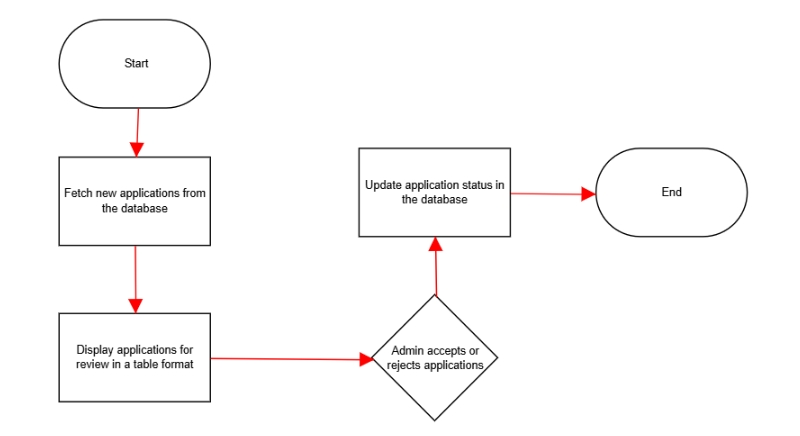 Start
Fetch new applications from
the database
Display applications for
review in a table format
Admin accepts or
rejects applications
Update application status in
the database
End